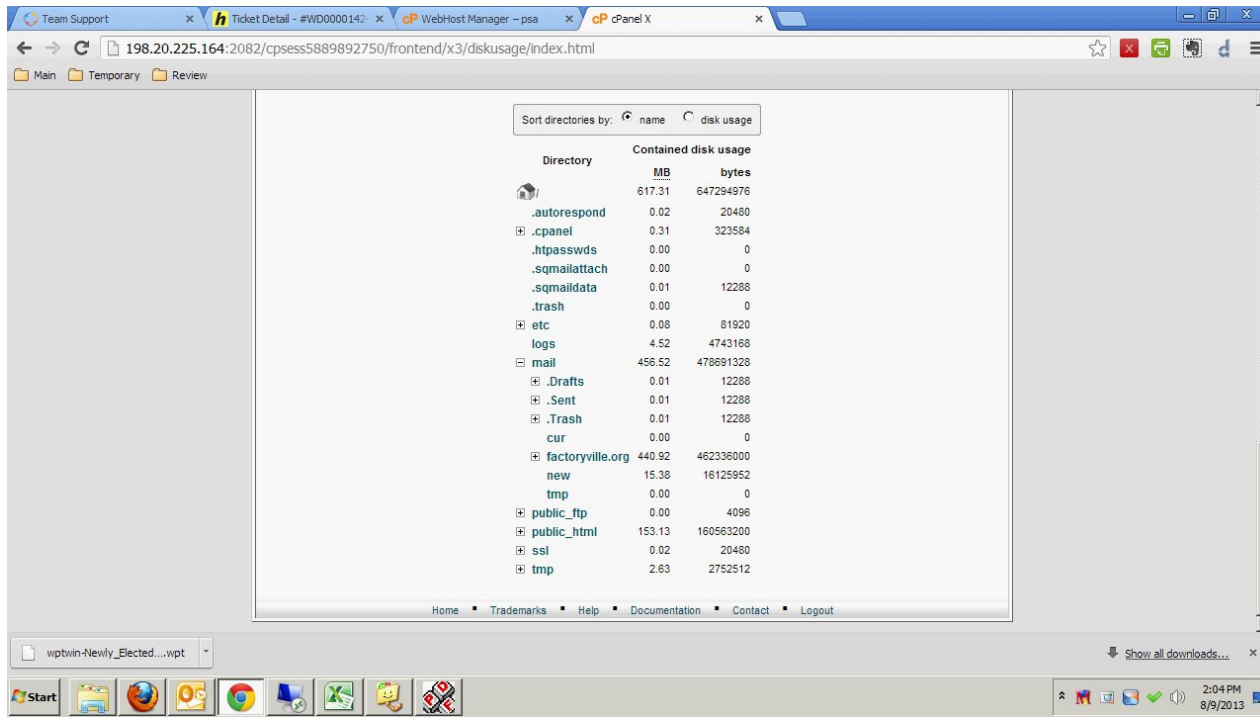 Team Support
Ticket Detail - #WD0000142
cP WebHost Manager – psa
cP cPanel X
198.20.225.164:2082/cpsess5889892750/frontend/x3/diskusage/index.html
Main Temporary Review
Sort directories by: name disk usage
Contained disk usage
Directory
MB bytes
/ 617.31 647294976
.autorespond 0.02 20480
.cpanel 0.31 323584
.htpasswds 0.00 0
.sqmailattach 0.00 0
.sqmaildata 0.01 12288
.trash 0.00 0
etc 0.08 81920
logs 4.52 4743168
mail 456.52 478691328
.Drafts 0.01 12288
.Sent 0.01 12288
.Trash 0.01 12288
cur 0.00 0
factoryville.org 440.92 462336000
new 15.38 16125952
tmp 0.00 0
public_ftp 0.00 4096
public_html 153.13 160563200
ssl 0.02 20480
tmp 2.63 2752512
Home Trademarks Help Documentation Contact Logout
wptwin-Newly_Elected....wpt
Show all downloads...
Start
2:04 PM
8/9/2013